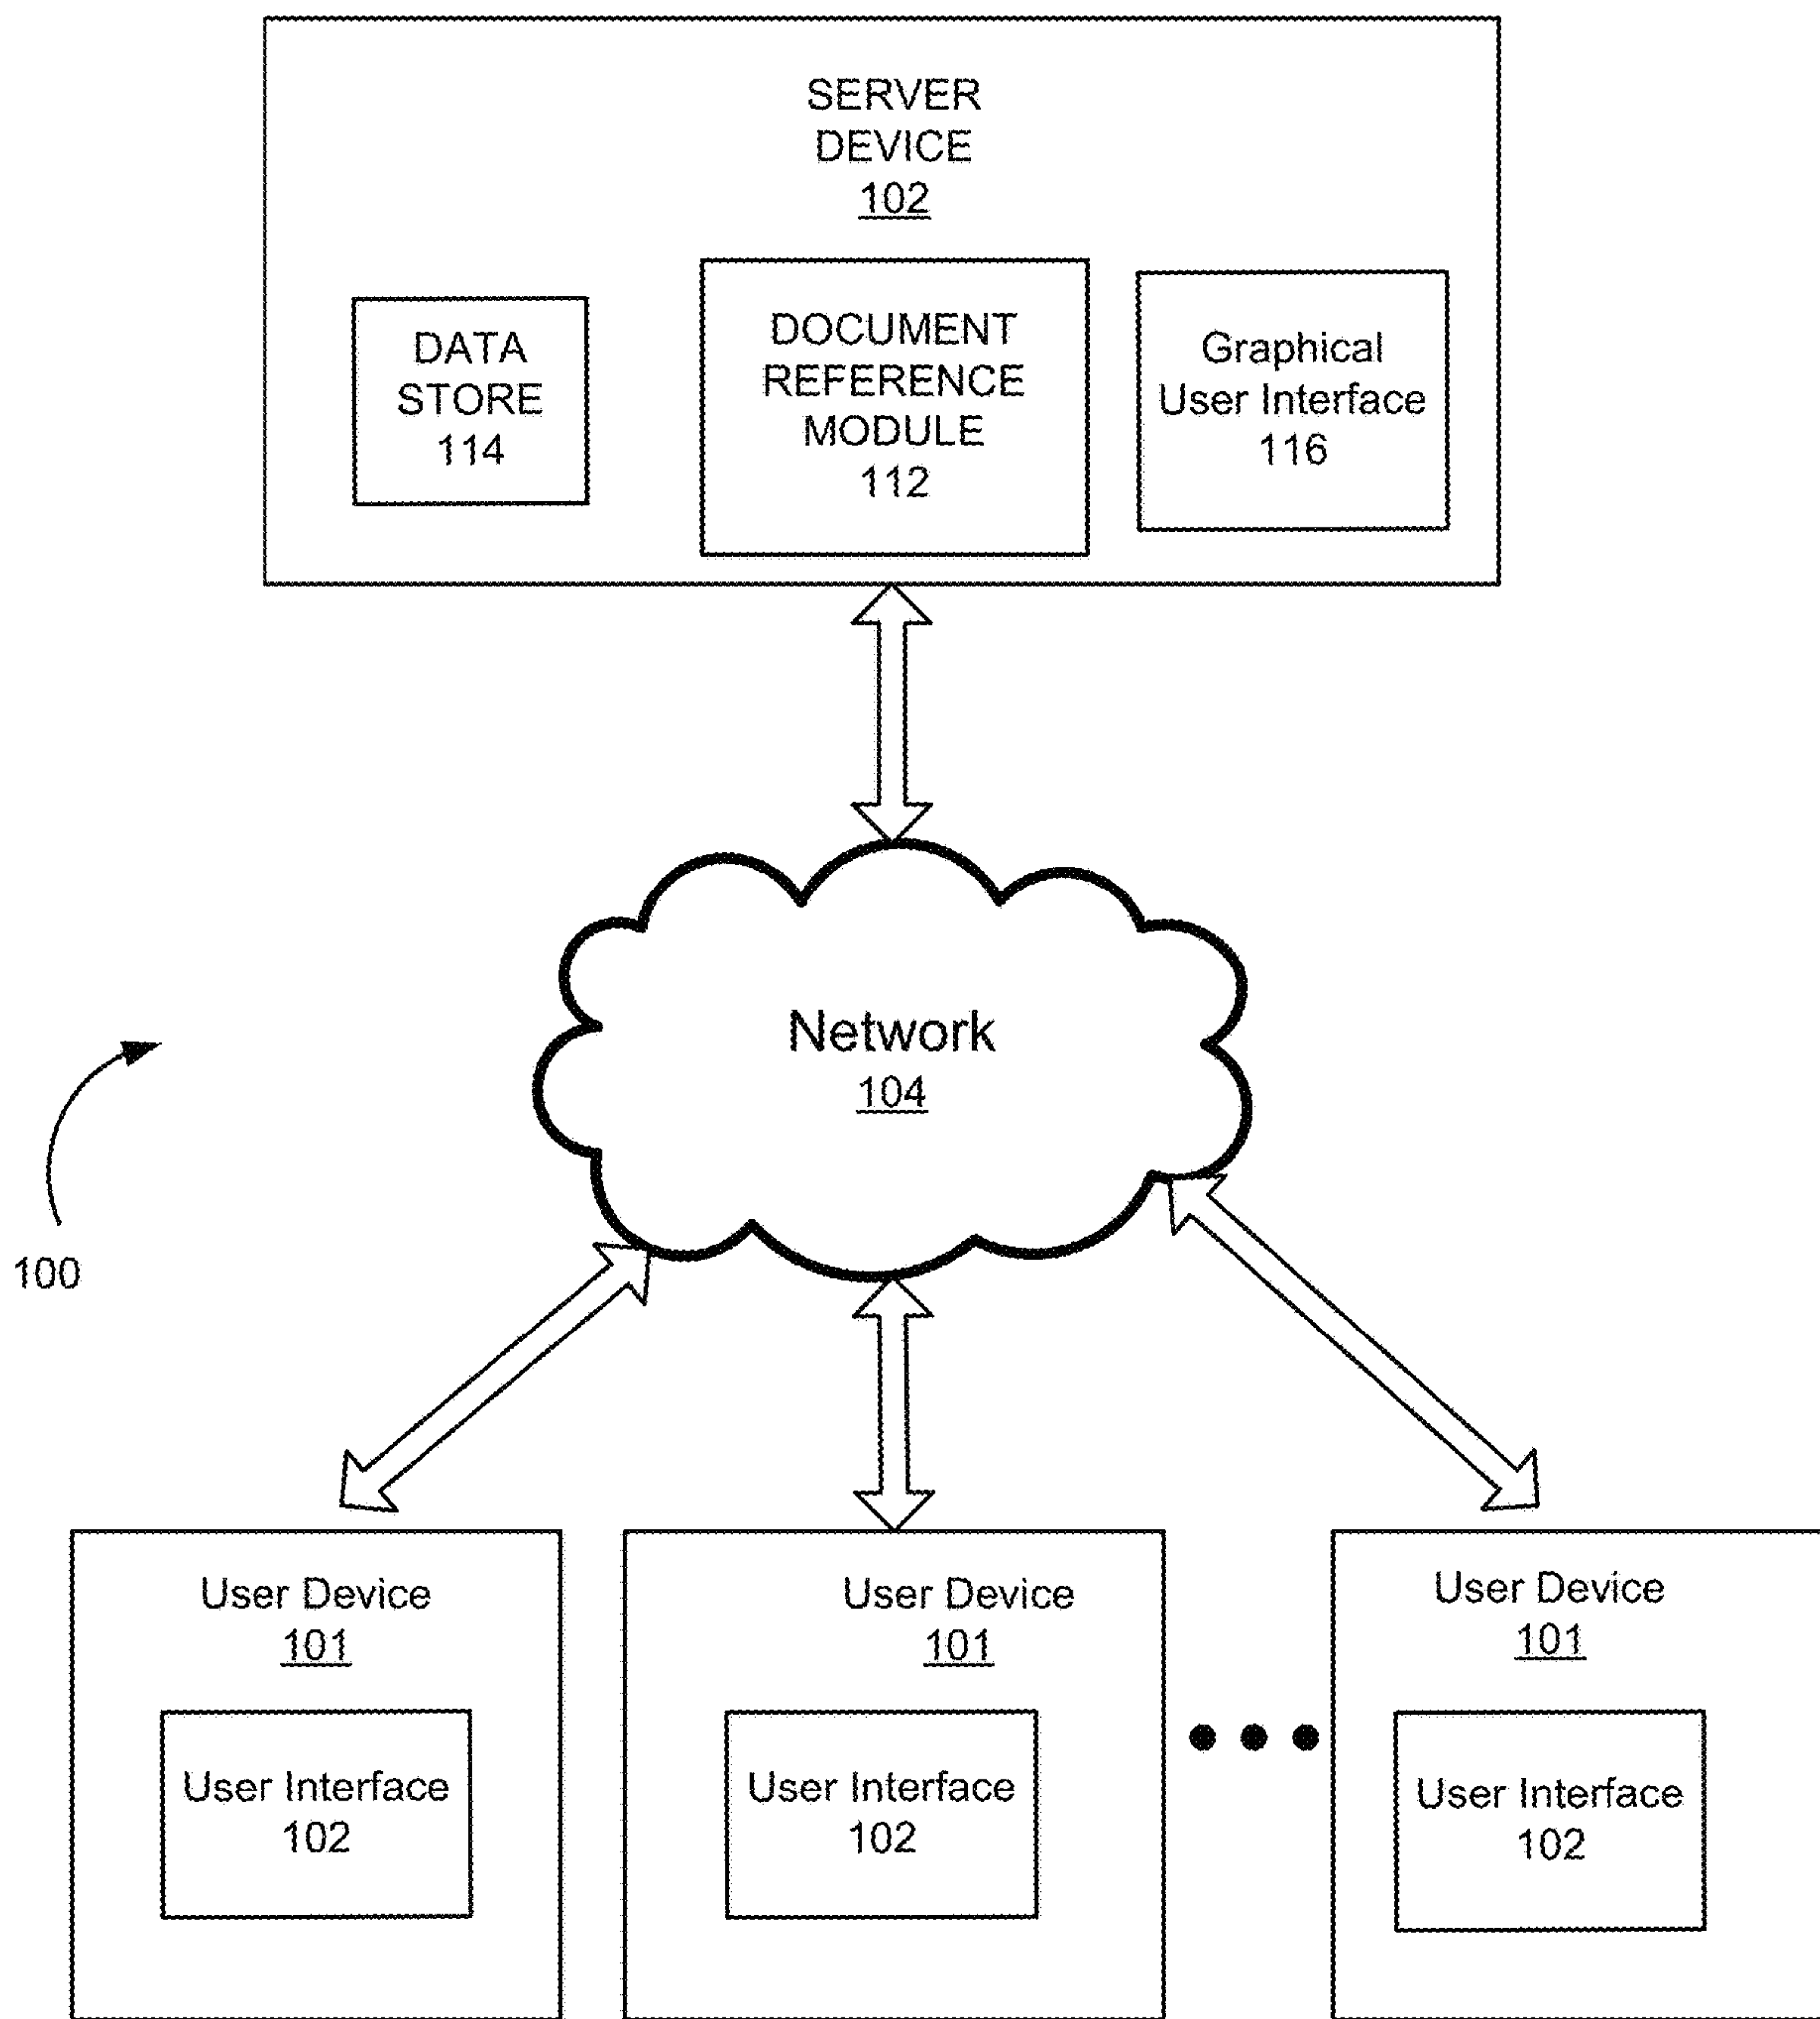 SERVER
DEVICE
102
DATA
STORE
114
DOCUMENT
REFERENCE
MODULE
112
Graphical
User Interface
116
Network
104
100
User Device
101
User Interface
102
User Device
101
User Interface
102
User Device
101
User Interface
102